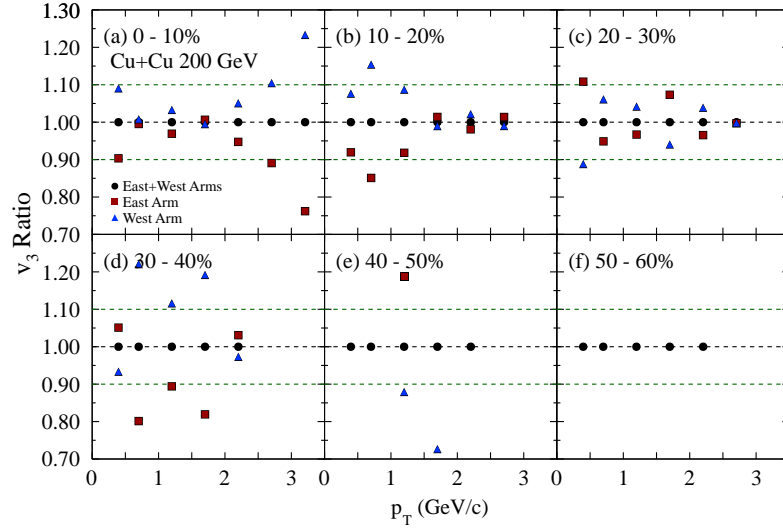 1.30
(a) 0 - 10%
(b) 10 - 20%
(c) 20 - 30%
Cu+Cu 200 GeV
1.20
1.10
1.00
0.90
East+West Arms
East Arm
West Arm
0.80
0.70
v3 Ratio
(d) 30 - 40%
(e) 40 - 50%
(f) 50 - 60%
1.20
1.10
1.00
0.90
0.80
0.70
0 1 2 3 0 1 2 3 0 1 2 3
pT (GeV/c)